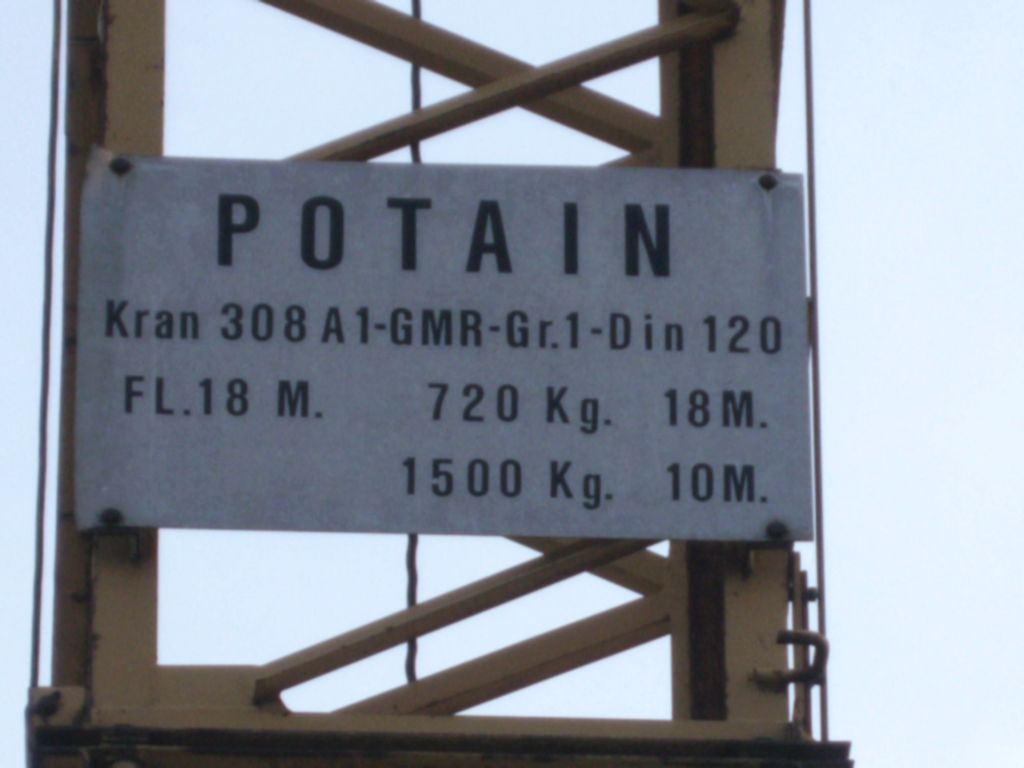 POTAIN
Kran 308 A1-GMR-Gr.1-Din 120
FL.18 M. 720 Kg. 18M.
1500 Kg. 10M.